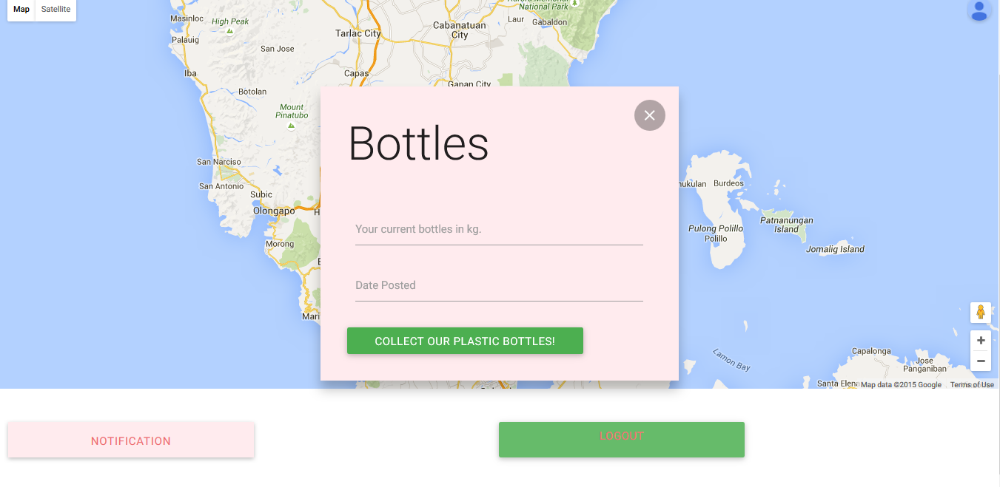 Map Satellite
Aurora Memorial
National Park
Masinloc
High Peak
Laur
Gabaldon
Cabanatuan
City
Tarlac City
Palauig
San Jose
Iba
Capas
Gapan City
Botolan
Mount
Pinatubo
Bottles
San Narciso
San Antonio
Subic
Olongapo
H
nukulan
Burdeos
Your current bottles in kg.
Patnanungan
Island
Pulong Polillo
Polillo
Morong
Jomalig Island
Date Posted
Mari
COLLECT OUR PLASTIC BOTTLES!
Capalonga
Lamon Bay
Jose
Panganiban
Santa Elena
Map data ©2015 Google
Terms of Use
NOTIFICATION
LOGOUT